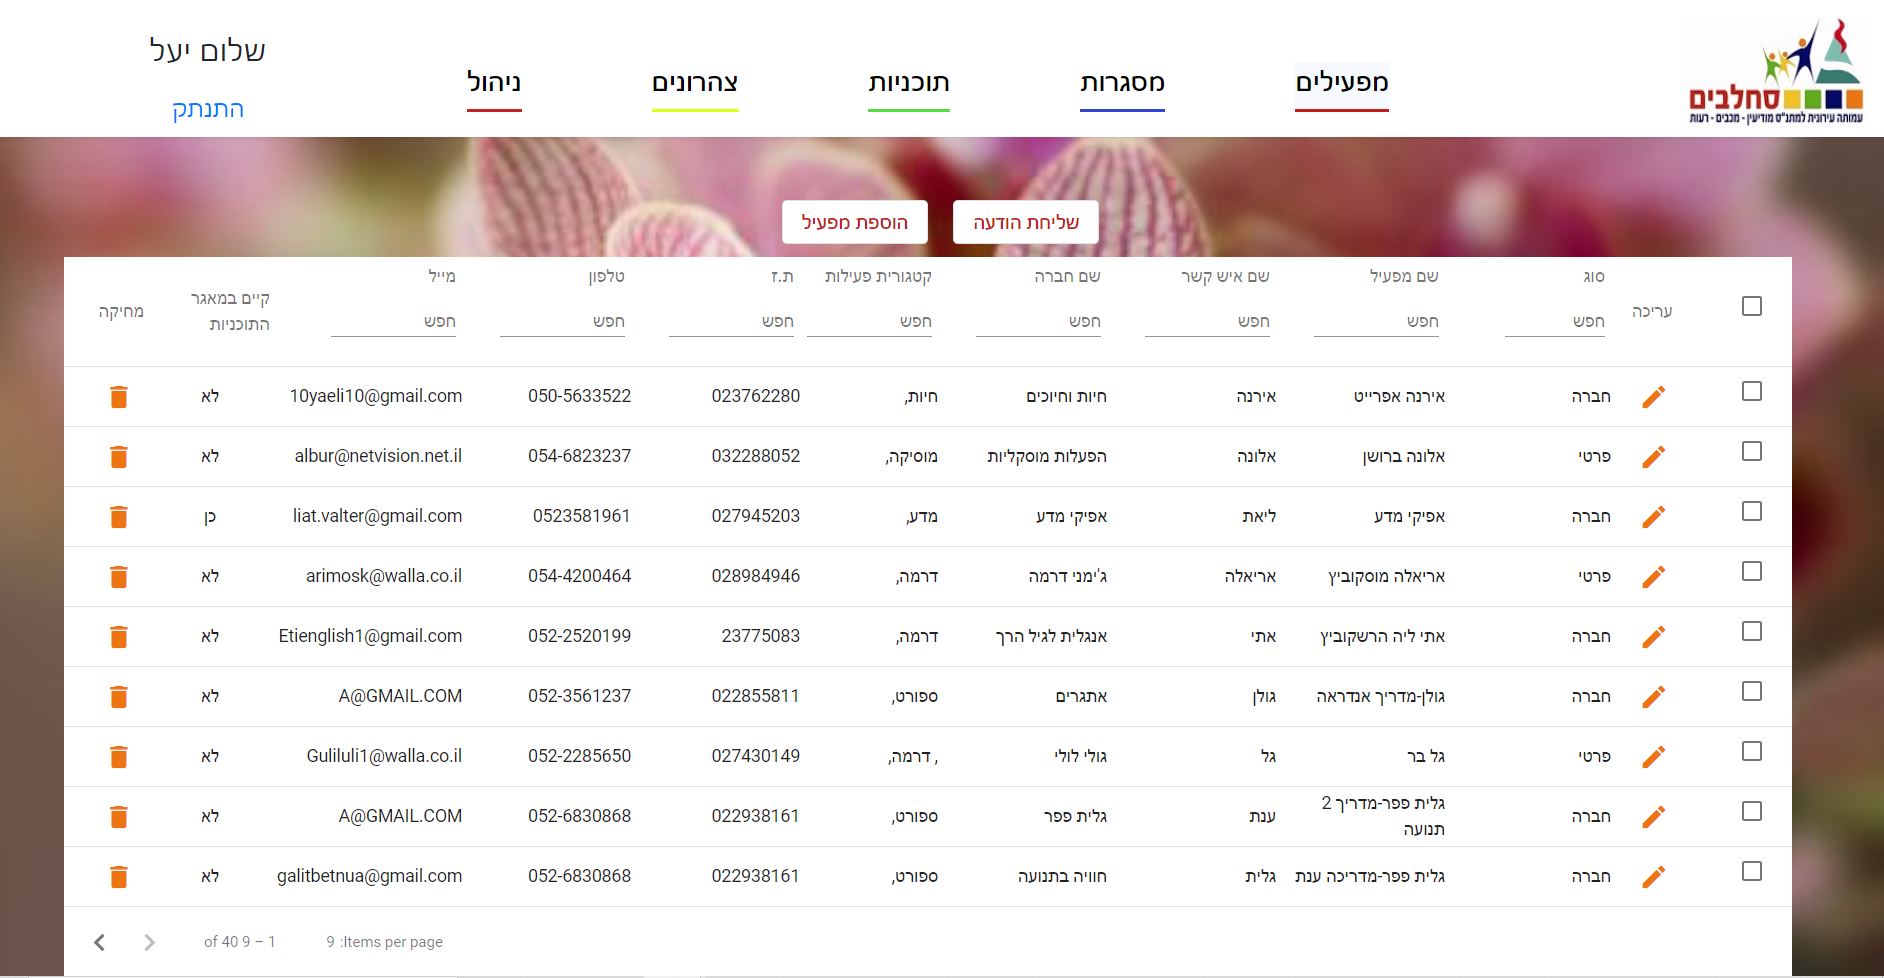 סחלבים
עמותה עירונית למתנ"ס מודיעין - מכבים - רעות
מפעילים
מסגרות
תוכניות
צהרונים
ניהול
שלום יעל
התנתק
שליחת הודעה
הוספת מפעיל
עריכה
סוג
חפש
שם מפעיל
חפש
שם איש קשר
חפש
שם חברה
חפש
קטגורית פעילות
חפש
ת.ז
חפש
טלפון
חפש
מייל
חפש
קיים במאגר
התוכניות
מחיקה
חברה אירנה אפרייט אירנה חיות וחיוכים חיות, 023762280 050-5633522 10yaeli10@gmail.com לא
פרטי אלונה ברושן אלונה הפעלות מוסקליות מוסיקה, 032288052 054-6823237 albur@netvision.net.il לא
חברה אפיקי מדע ליאת אפיקי מדע מדע, 027945203 0523581961 liat.valter@gmail.com כן
פרטי אריאלה מוסקוביץ אריאלה ג'ימני דרמה דרמה, 028984946 054-4200464 arimosk@walla.co.il לא
חברה אתי ליה הרשקוביץ אתי אנגלית לגיל הרך דרמה, 23775083 052-2520199 Etienglish1@gmail.com לא
חברה גולן-מדריך אנדראה גולן אתגרים ספורט, 022855811 052-3561237 A@GMAIL.COM לא
פרטי גל בר גל גולי לולי , דרמה, 027430149 052-2285650 Guliluli1@walla.co.il לא
חברה גלית פפר-מדריך 2 תנועה ענת גלית פפר ספורט, 022938161 052-6830868 A@GMAIL.COM לא
חברה גלית פפר-מדריכה ענת גלית חוויה בתנועה ספורט, 022938161 052-6830868 galitbetnua@gmail.com לא
9 :Items per page
of 40 9 – 1